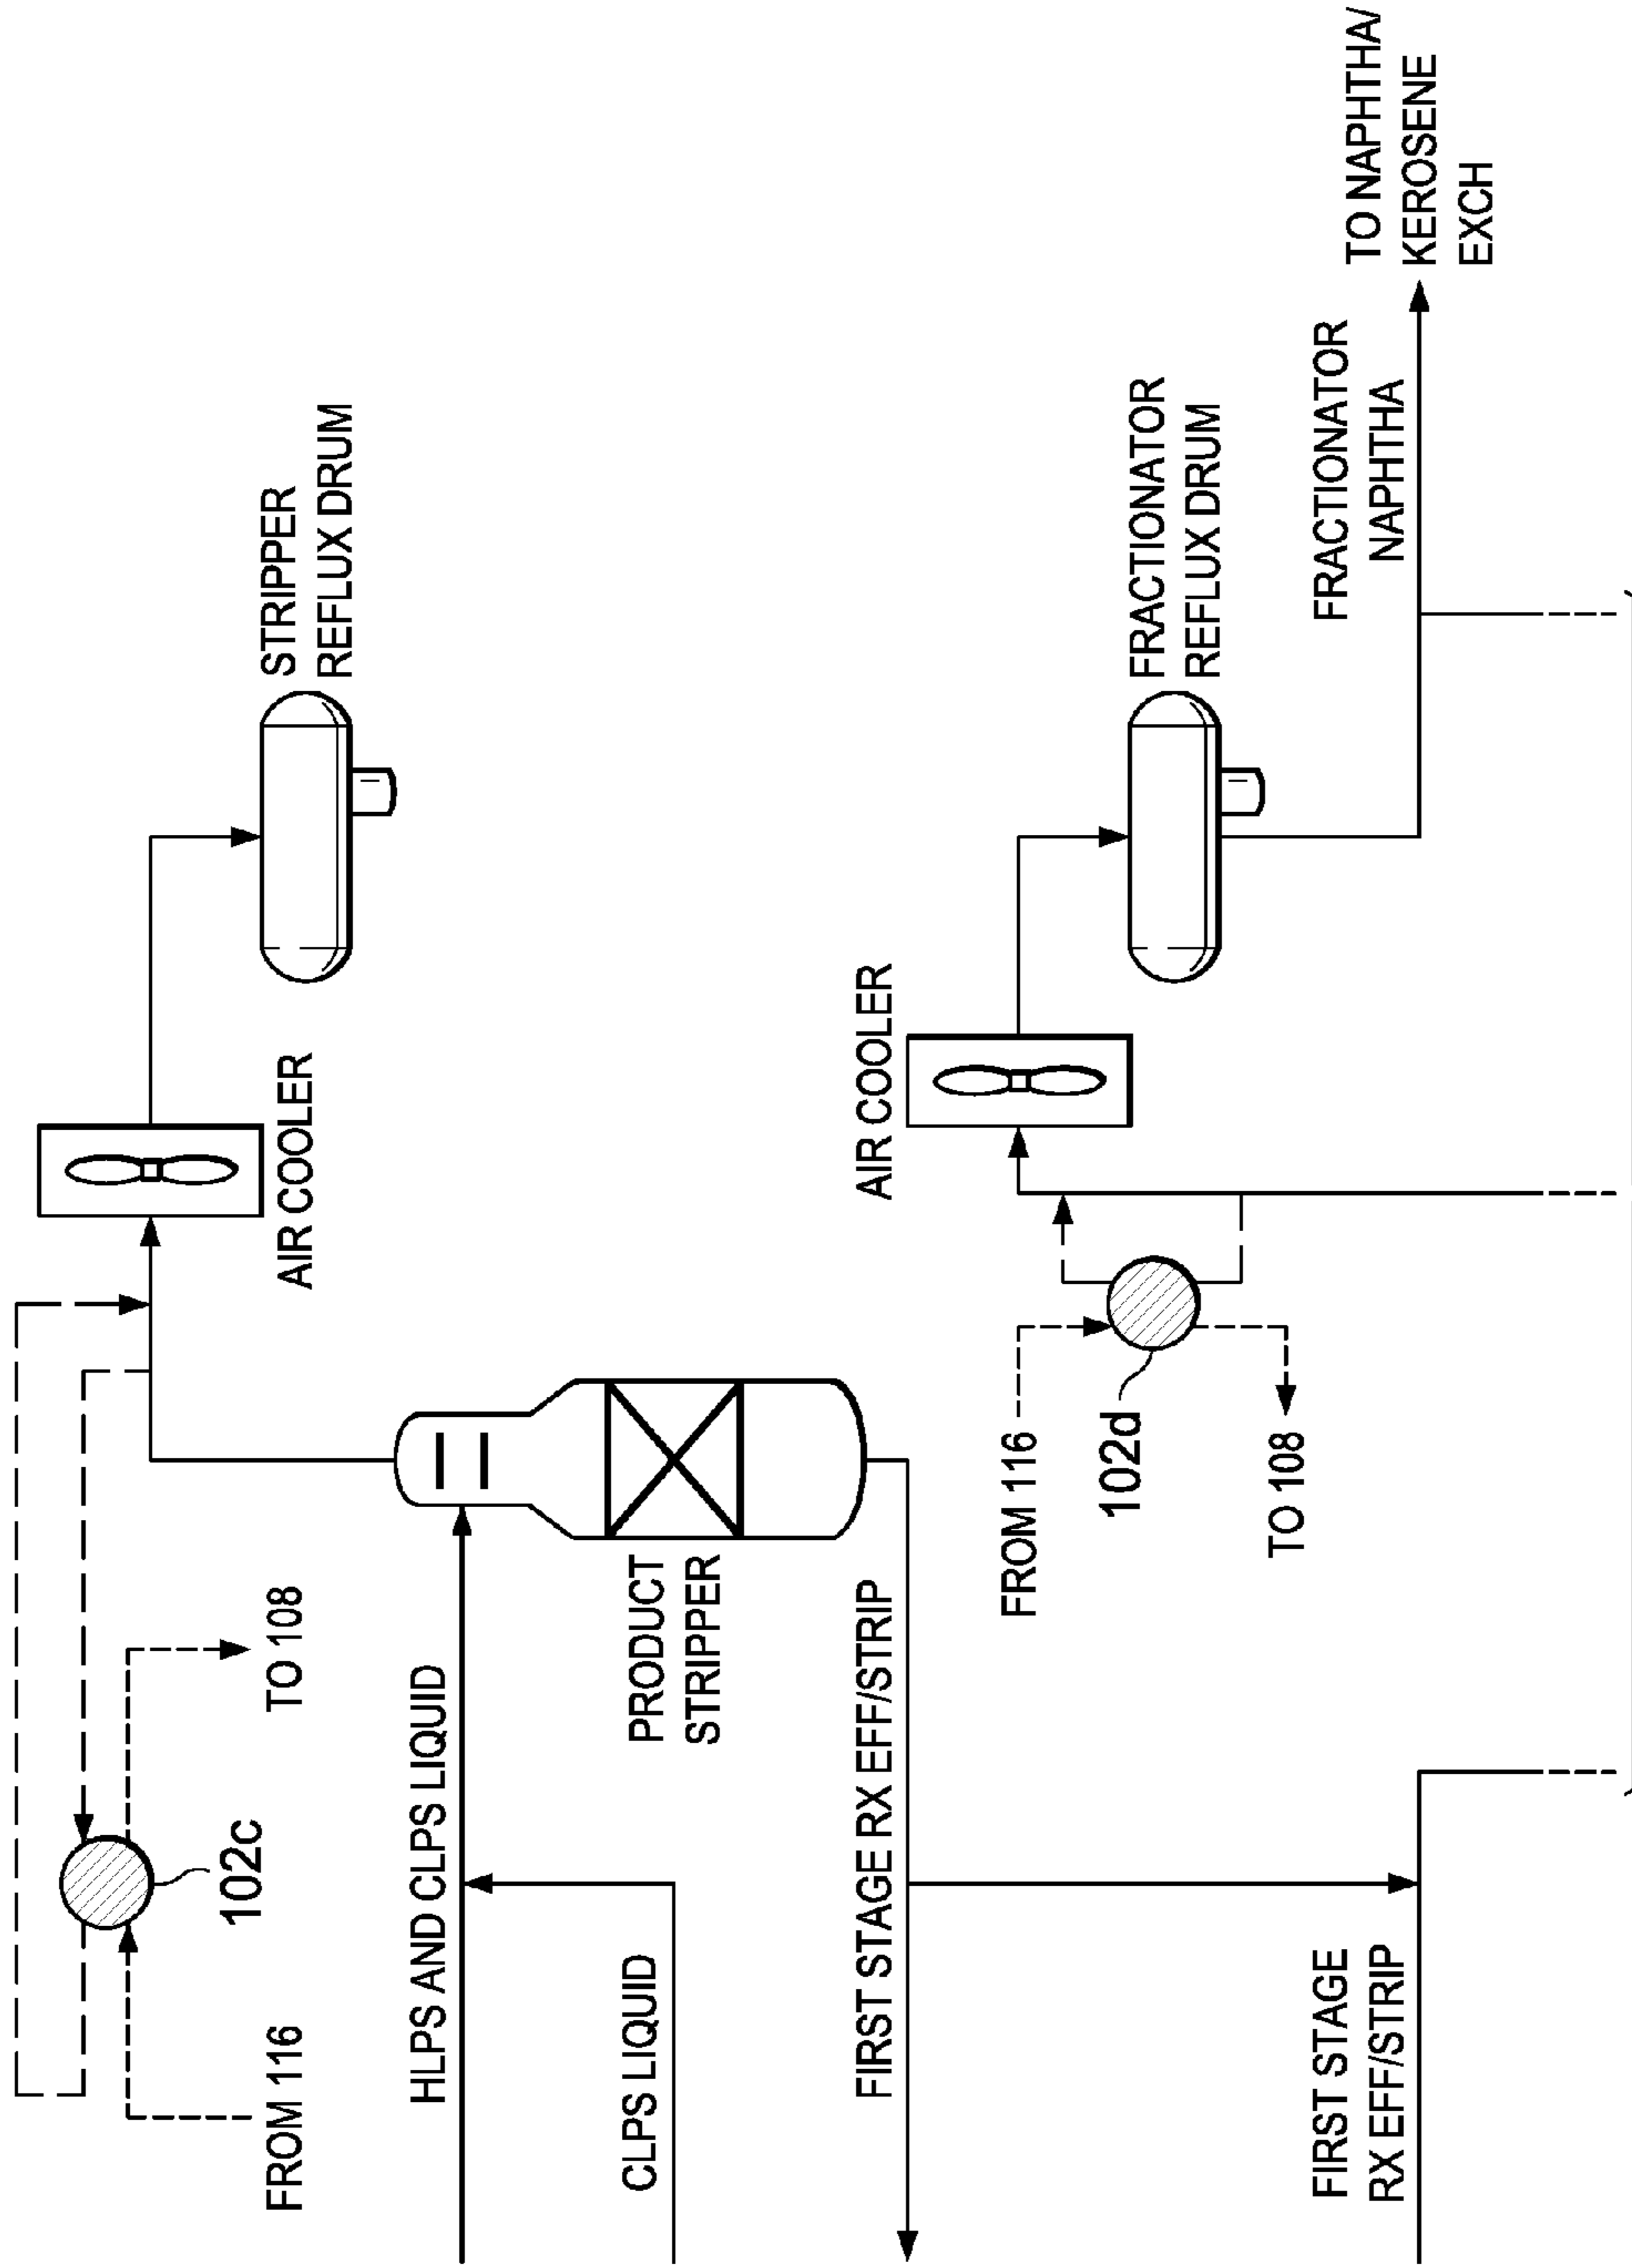 FROM 116
102c
TO 108
AIR COOLER
STRIPPER
REFLUX DRUM
HLPS AND CLPS LIQUID
CLPS LIQUID
PRODUCT
STRIPPER
FIRST STAGE RX EFF/STRIP
AIR COOLER
FRACTIONATOR
REFLUX DRUM
FROM 116
102d
TO 108
FIRST STAGE
RX EFF/STRIP
FRACTIONATOR
NAPHTHA
TO NAPHTHA/
KEROSENE
EXCH